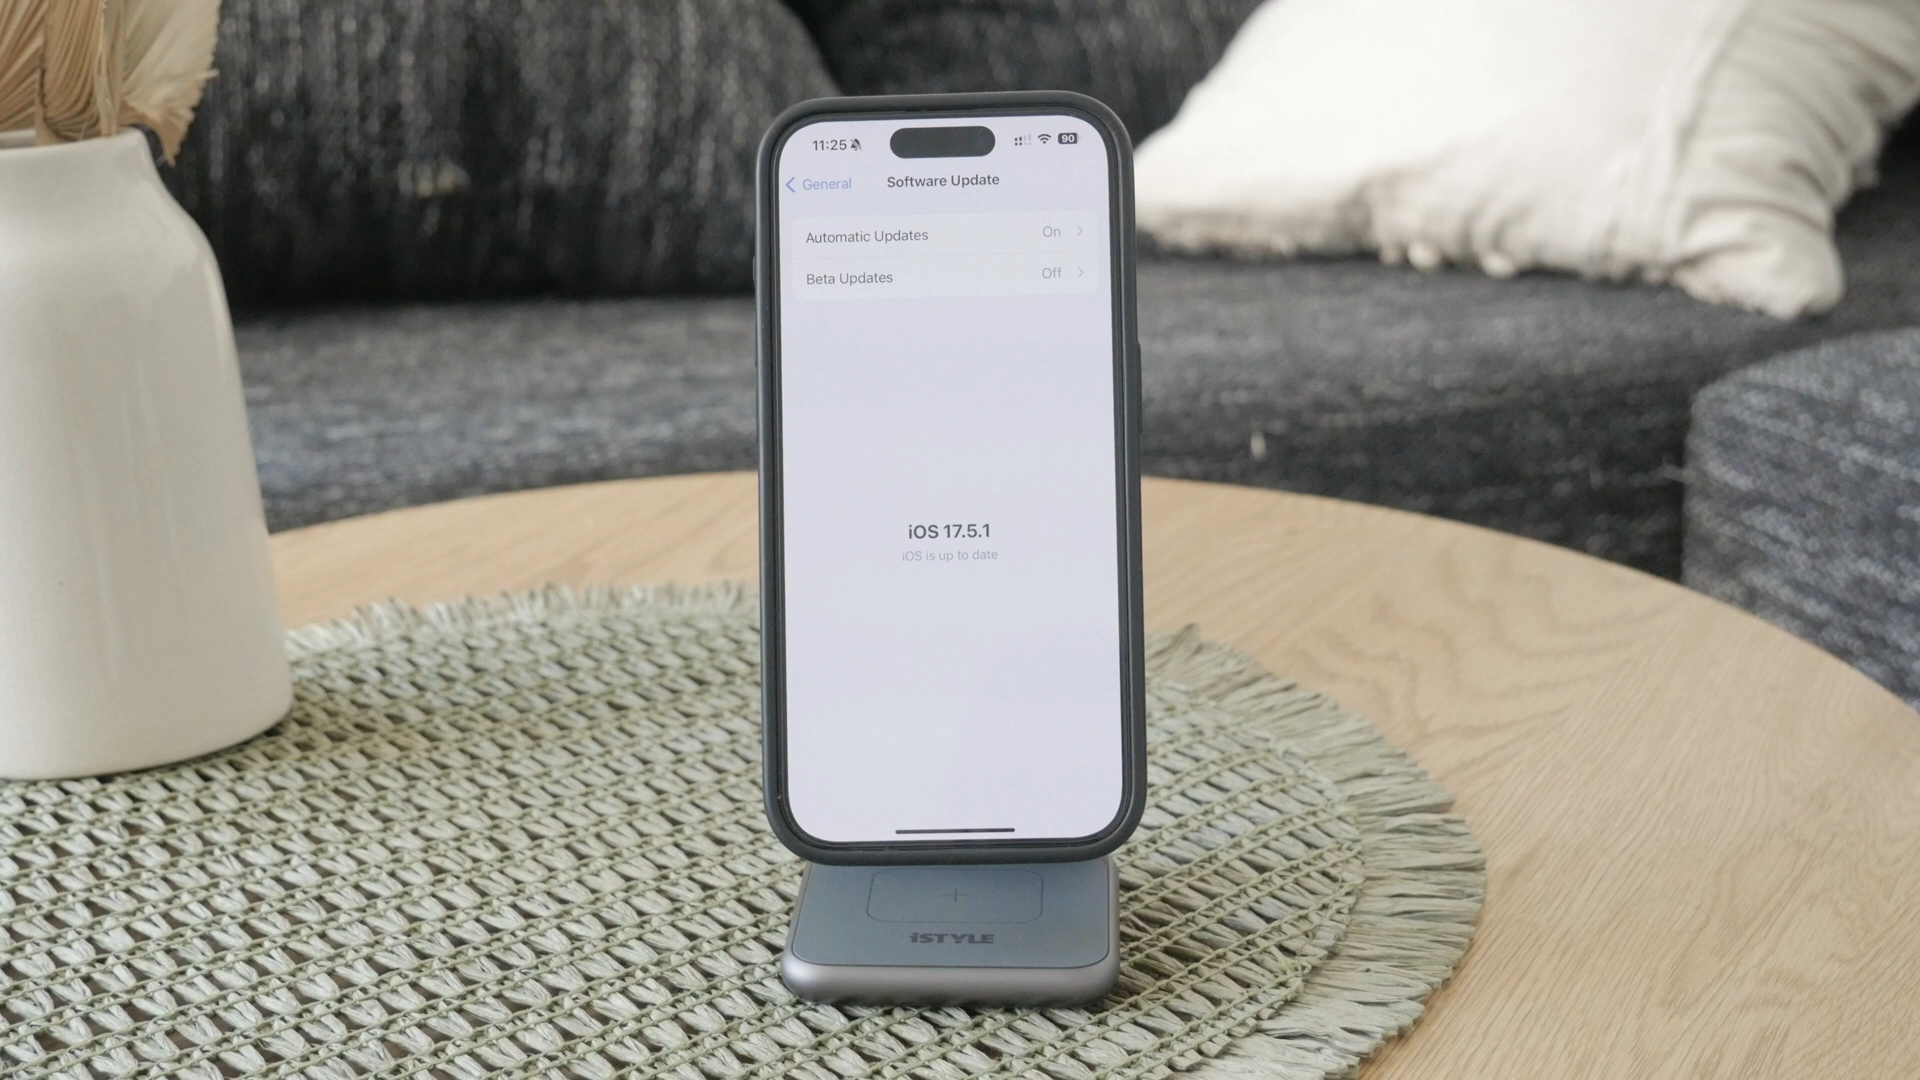 11:25
90
General
Software Update
Automatic Updates On
Beta Updates Off
iOS 17.5.1
iOS is up to date
iSTYLE